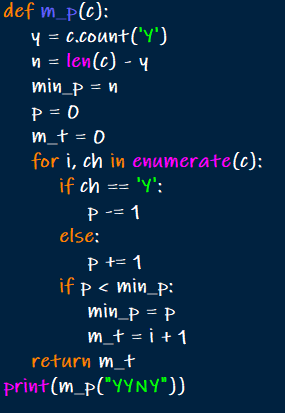 def m_p(c):
    y = c.count('Y')
    n = len(c) - y
    min_p = n
    p = 0
    m_t = 0
    for i, ch in enumerate(c):
        if ch == 'Y':
            p -= 1
        else:
            p += 1
        if p < min_p:
            min_p = p
            m_t = i + 1
    return m_t
print(m_p("YYNY"))